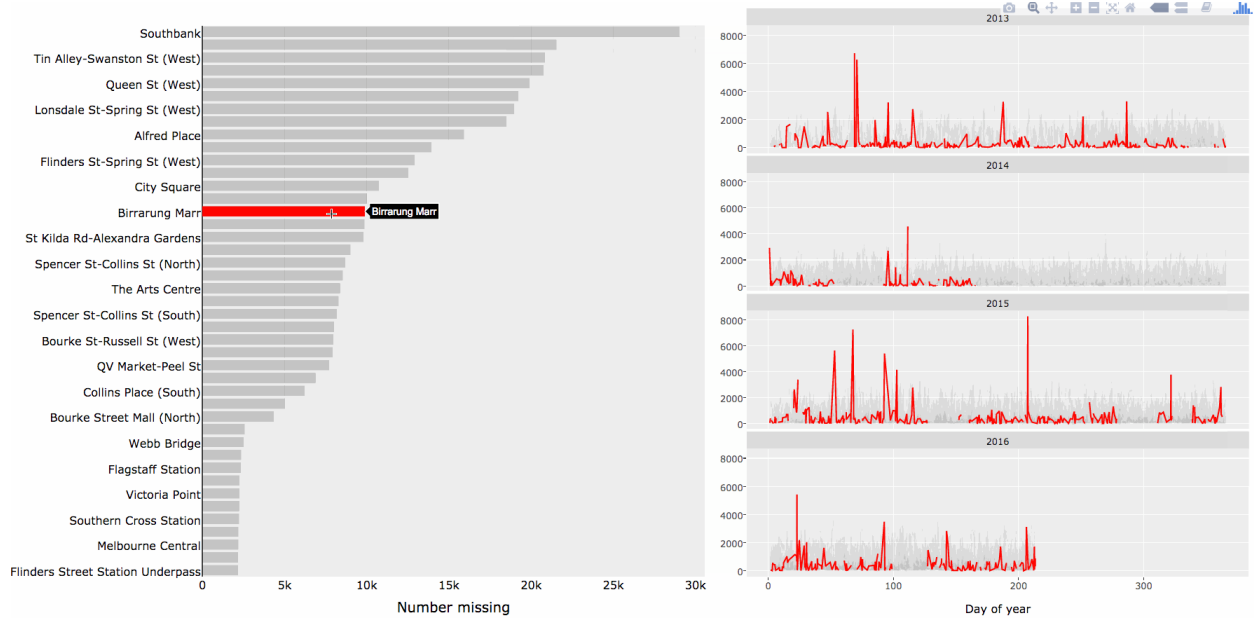 Southbank
Tin Alley-Swanston St (West)
Queen St (West)
Lonsdale St-Spring St (West)
Alfred Place
Flinders St-Spring St (West)
City Square
Birrarung Marr
Birrarung Marr
St Kilda Rd-Alexandra Gardens
Spencer St-Collins St (North)
The Arts Centre
Spencer St-Collins St (South)
Bourke St-Russell St (West)
QV Market-Peel St
Collins Place (South)
Bourke Street Mall (North)
Webb Bridge
Flagstaff Station
Victoria Point
Southern Cross Station
Melbourne Central
Flinders Street Station Underpass
0 5k 10k 15k 20k 25k 30k
Number missing
2013
8000
6000
4000
2000
0
2014
8000
6000
4000
2000
0
2015
8000
6000
4000
2000
0
2016
8000
6000
4000
2000
0
0 100 200 300
Day of year